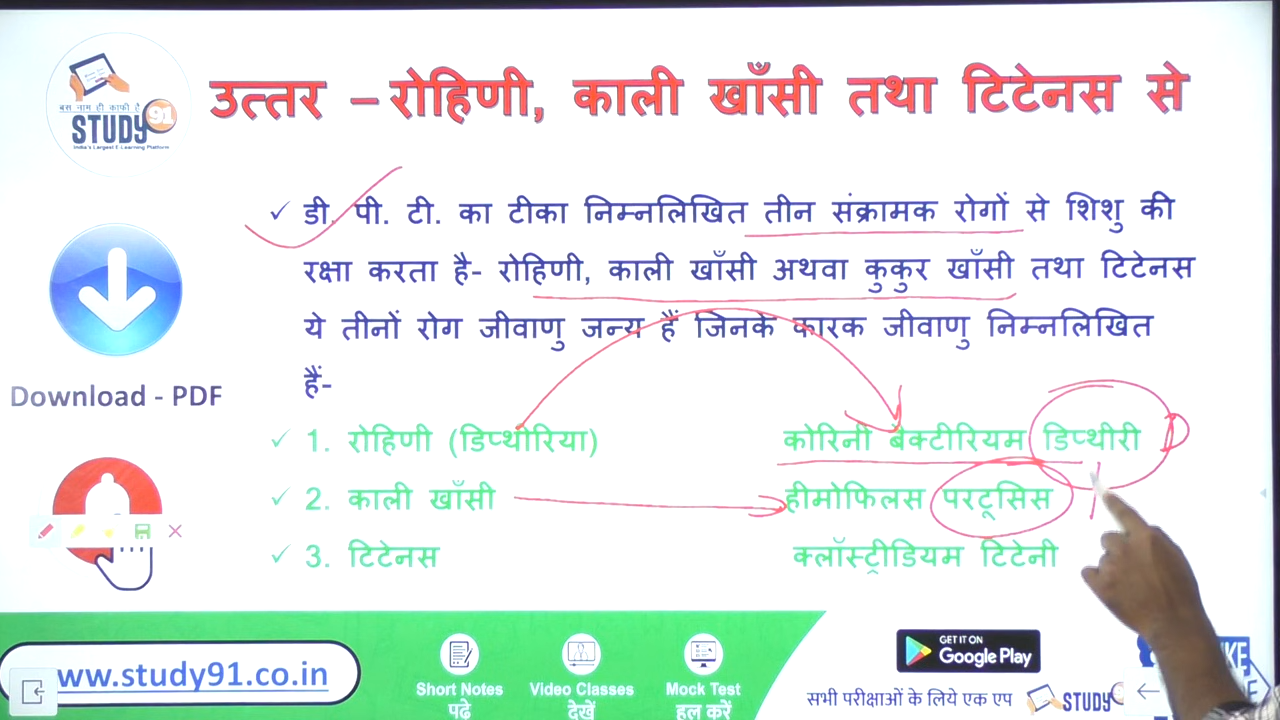 उत्तर – रोहिणी, काली खाँसी तथा टिटेनस से
बस नाम ही काफी है
STUDY 91
India's Largest E-Learning Platform
✓ डी. पी. टी. का टीका निम्नलिखित तीन संक्रामक रोगों से शिशु की
रक्षा करता है- रोहिणी, काली खाँसी अथवा कुकुर खाँसी तथा टिटेनस
ये तीनों रोग जीवाणु जन्य हैं जिनके कारक जीवाणु निम्नलिखित
हैं-
Download - PDF
✓ 1. रोहिणी (डिप्थीरिया) कोरिनी बैक्टीरियम डिप्थीरी D
✓ 2. काली खाँसी हीमोफिलस परटूसिस
✓ 3. टिटेनस क्लॉस्ट्रीडियम टिटेनी
www.study91.co.in
Short Notes
पढ़े
Video Classes
देखें
Mock Test
हल करें
GET IT ON
Google Play
सभी परीक्षाओं के लिये एक एप
STUDY